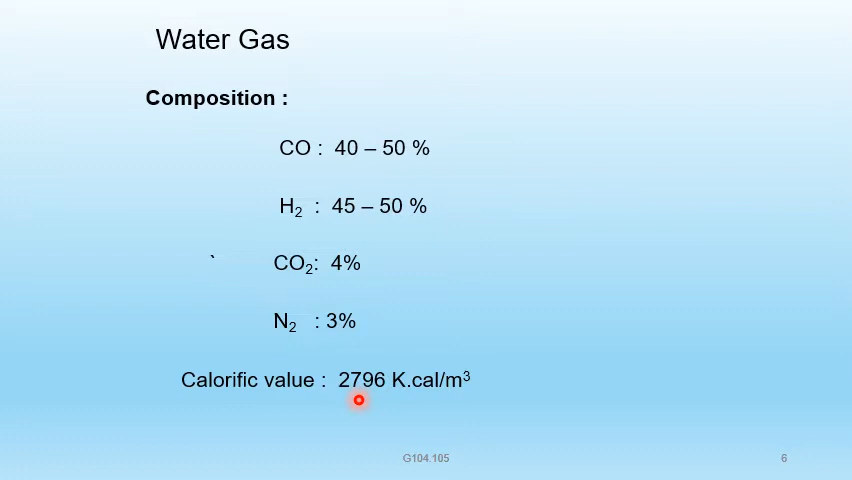 Water Gas
Composition :
CO : 40 – 50 %
H₂ : 45 – 50 %
` CO₂: 4%
N₂ : 3%
Calorific value : 2796 K.cal/m³
G104.105 6